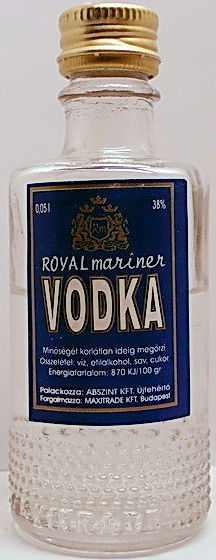 0,05 l 38%
Rm
ROYAL mariner
VODKA
Minőségét korlátlan ideig megőrzi
Összetétel: víz, etilalkohol, sav, cukor
Energiatartalom: 870 KJ/100 gr
Palackozza: ABSZINT KFT. Újfehértó
Forgalmazza: MAXITRADE KFT. Budapest